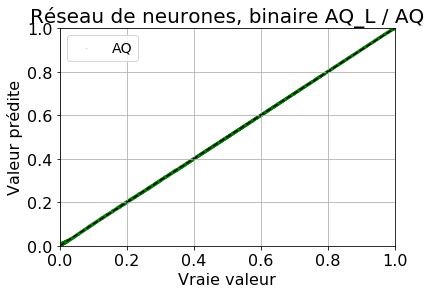 Réseau de neurones, binaire AQ_L / AQ
AQ
1.0
0.8
0.6
0.4
0.2
0.0
Valeur prédite
0.0 0.2 0.4 0.6 0.8 1.0
Vraie valeur